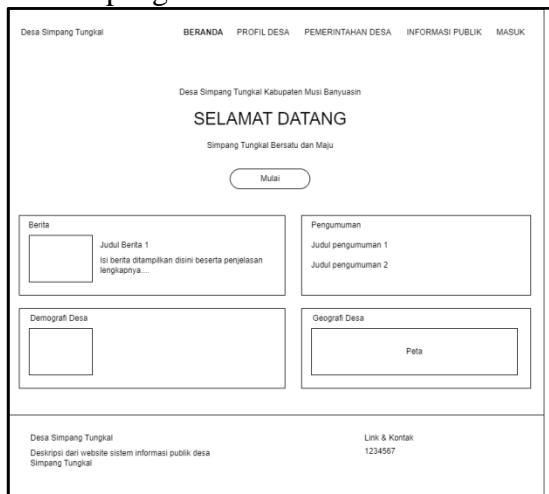 Desa Simpang Tungkal
BERANDA PROFIL DESA PEMERINTAHAN DESA INFORMASI PUBLIK MASUK
Desa Simpang Tungkal Kabupaten Musi Banyuasin
SELAMAT DATANG
Simpang Tungkal Bersatu dan Maju
Mulai
Berita
Judul Berita 1
Isi berita ditampilkan disini beserta penjelasan
lengkapnya....
Pengumuman
Judul pengumuman 1
Judul pengumuman 2
Demografi Desa
Geografi Desa
Peta
Desa Simpang Tungkal
Deskripsi dari website sistem informasi publik desa
Simpang Tungkal
Link & Kontak
1234567